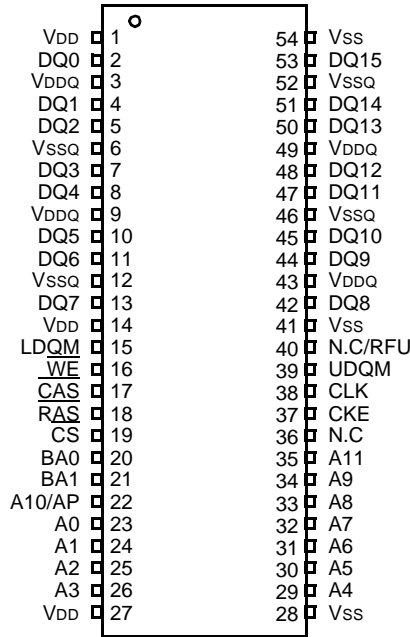 VDD 1 54 VSS
DQ0 2 53 DQ15
VDDQ 3 52 VSSQ
DQ1 4 51 DQ14
DQ2 5 50 DQ13
VSSQ 6 49 VDDQ
DQ3 7 48 DQ12
DQ4 8 47 DQ11
VDDQ 9 46 VSSQ
DQ5 10 45 DQ10
DQ6 11 44 DQ9
VSSQ 12 43 VDDQ
DQ7 13 42 DQ8
VDD 14 41 VSS
LDQM 15 40 N.C/RFU
WE 16 39 UDQM
CAS 17 38 CLK
RAS 18 37 CKE
CS 19 36 N.C
BA0 20 35 A11
BA1 21 34 A9
A10/AP 22 33 A8
A0 23 32 A7
A1 24 31 A6
A2 25 30 A5
A3 26 29 A4
VDD 27 28 VSS